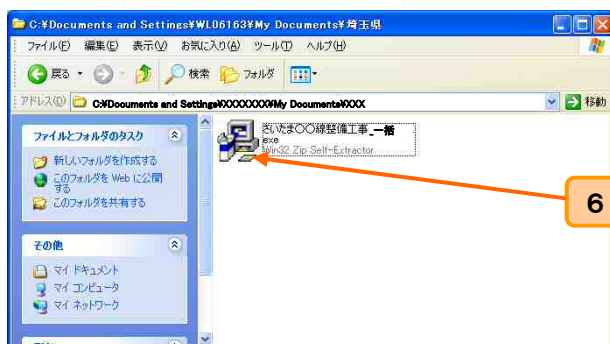 C:¥Documents and Settings¥WL06163¥My Documents¥埼玉県
ファイル(F) 編集(E) 表示(V) お気に入り(A) ツール(T) ヘルプ(H)
戻る 検索 フォルダ
アドレス(D) C:¥Documents and Settings¥XXXXXXXX¥My Documents¥XXX 移動
ファイルとフォルダのタスク
新しいフォルダを作成する
このフォルダを Web に公開
する
このフォルダを共有する
さいたま〇〇線整備工事_一括
exe
Win32 Zip Self-Extractor
6
その他
マイ ドキュメント
マイ コンピュータ
マイ ネットワーク